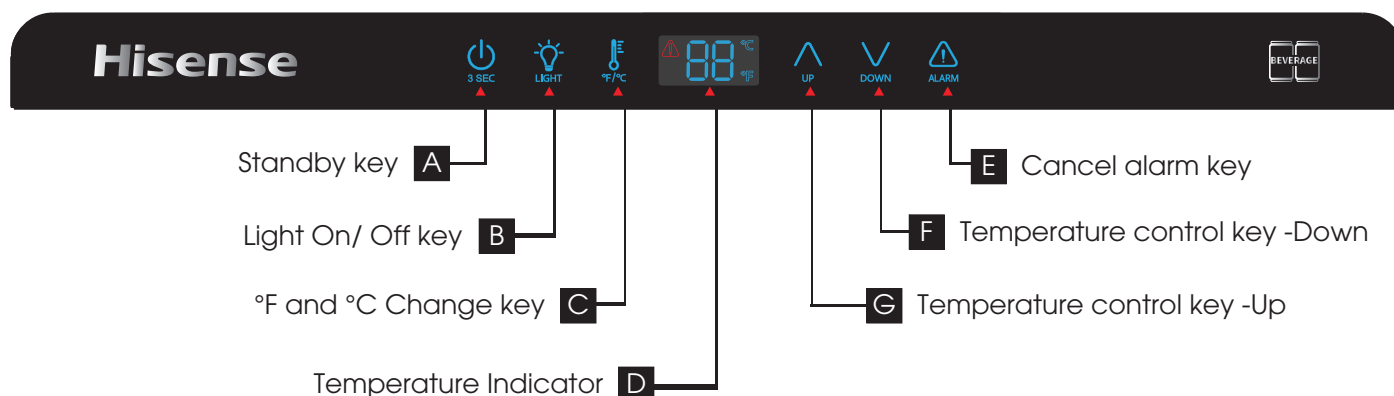 Hisense
3 SEC
LIGHT
°F/°C
88 °C
°F
UP
DOWN
ALARM
BEVERAGE
Standby key A
E Cancel alarm key
Light On/ Off key B
F Temperature control key -Down
°F and °C Change key C
G Temperature control key -Up
Temperature Indicator D